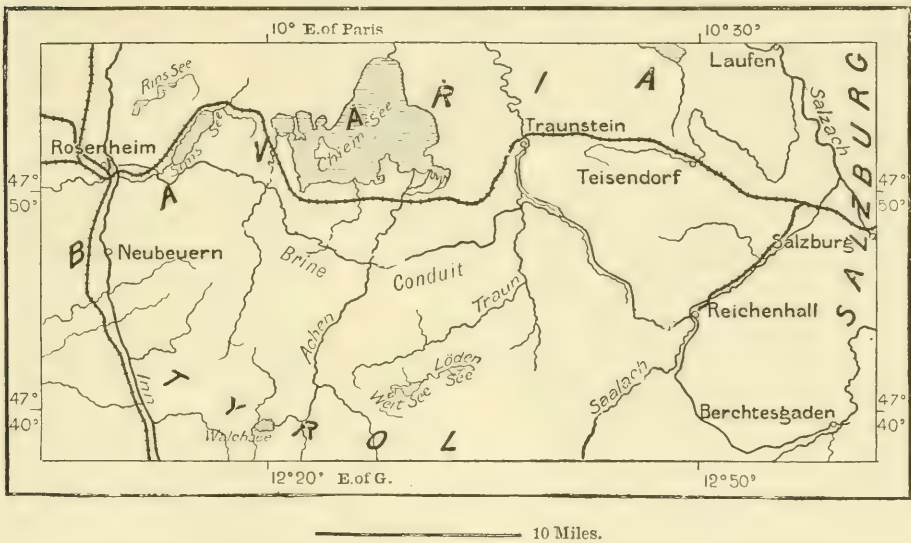 10° E. of Paris
10° 30'
Laufen
SALZBURG
Salzach
Rins See
BAVARIA
Chiem See
Sims See
Traunstein
Rosenheim
Teisendorf
47° 50'
47° 50'
Neubeuern
Brine Conduit
Salzburg
Achen
Traun
Reichenhall
Inn
Löden See
Weit See
Saalach
Berchtesgaden
47° 40'
47° 40'
Walchsee
TYROL
12° 20' E. of G.
12° 50'
10 Miles.